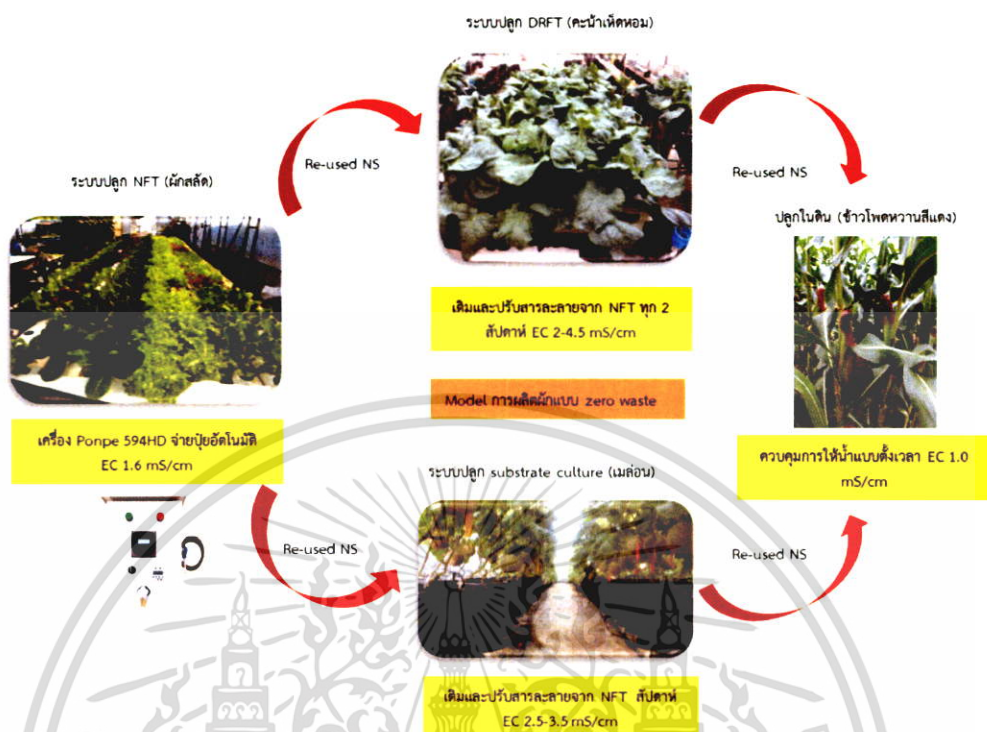 ระบบปลูก DRFT (คะน้าเห็ดหอม)
Re-used NS
Re-used NS
ระบบปลูก NFT (ผักสลัด)
ปลูกในดิน (ข้าวโพดหวานสีแดง)
เติมและปรับสารละลายจาก NFT ทุก 2
สัปดาห์ EC 2-4.5 mS/cm
Model การผลิตผักแบบ zero waste
เครื่อง Ponpe 594HD จ่ายปุ๋ยอัตโนมัติ
EC 1.6 mS/cm
ควบคุมการให้น้ำแบบตั้งเวลา EC 1.0
mS/cm
ระบบปลูก substrate culture (เมล่อน)
Re-used NS
Re-used NS
เติมและปรับสารละลายจาก NFT สัปดาห์
EC 2.5-3.5 mS/cm